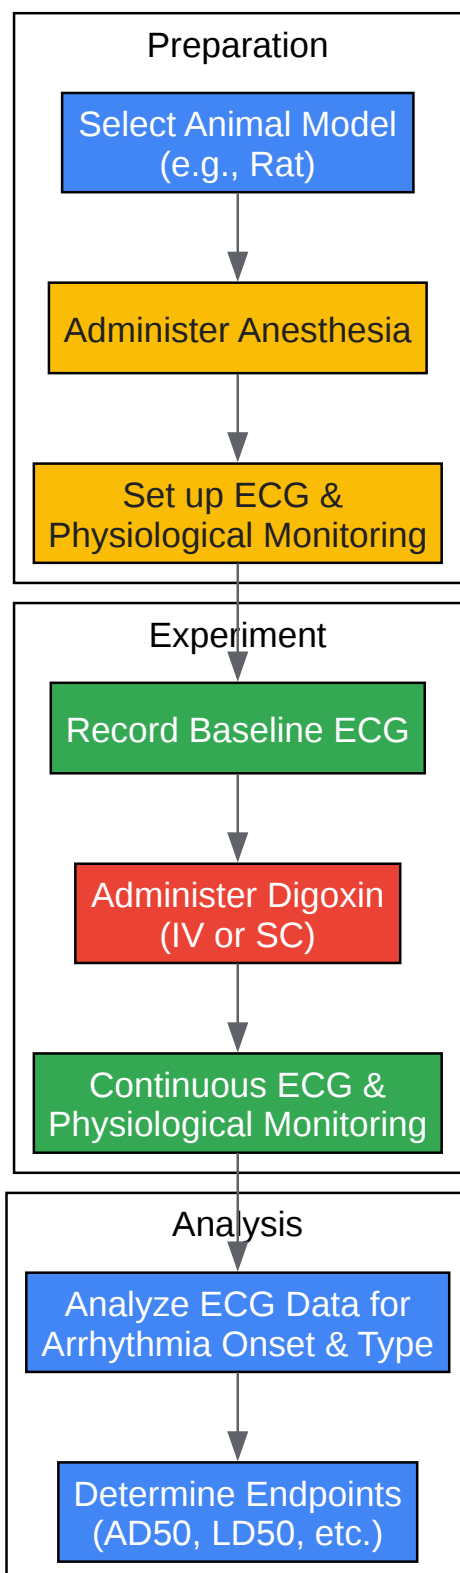 Preparation
Select Animal Model
(e.g., Rat)
Administer Anesthesia
Set up ECG &
Physiological Monitoring
Experiment
Record Baseline ECG
Administer Digoxin
(IV or SC)
Continuous ECG &
Physiological Monitoring
Analysis
Analyze ECG Data for
Arrhythmia Onset & Type
Determine Endpoints
(AD50, LD50, etc.)